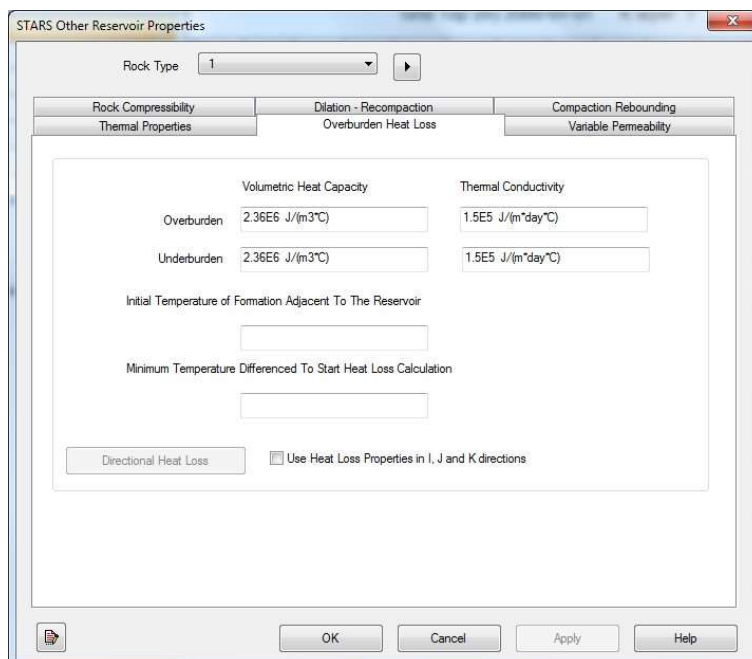 STARS Other Reservoir Properties
Rock Type 1
Rock Compressibility Dilation - Recompaction Compaction Rebounding
Thermal Properties Overburden Heat Loss Variable Permeability
Volumetric Heat Capacity Thermal Conductivity
Overburden 2.36E6 J/(m3*C) 1.5E5 J/(m*day*C)
Underburden 2.36E6 J/(m3*C) 1.5E5 J/(m*day*C)
Initial Temperature of Formation Adjacent To The Reservoir
Minimum Temperature Differenced To Start Heat Loss Calculation
Directional Heat Loss Use Heat Loss Properties in I, J and K directions
OK Cancel Apply Help